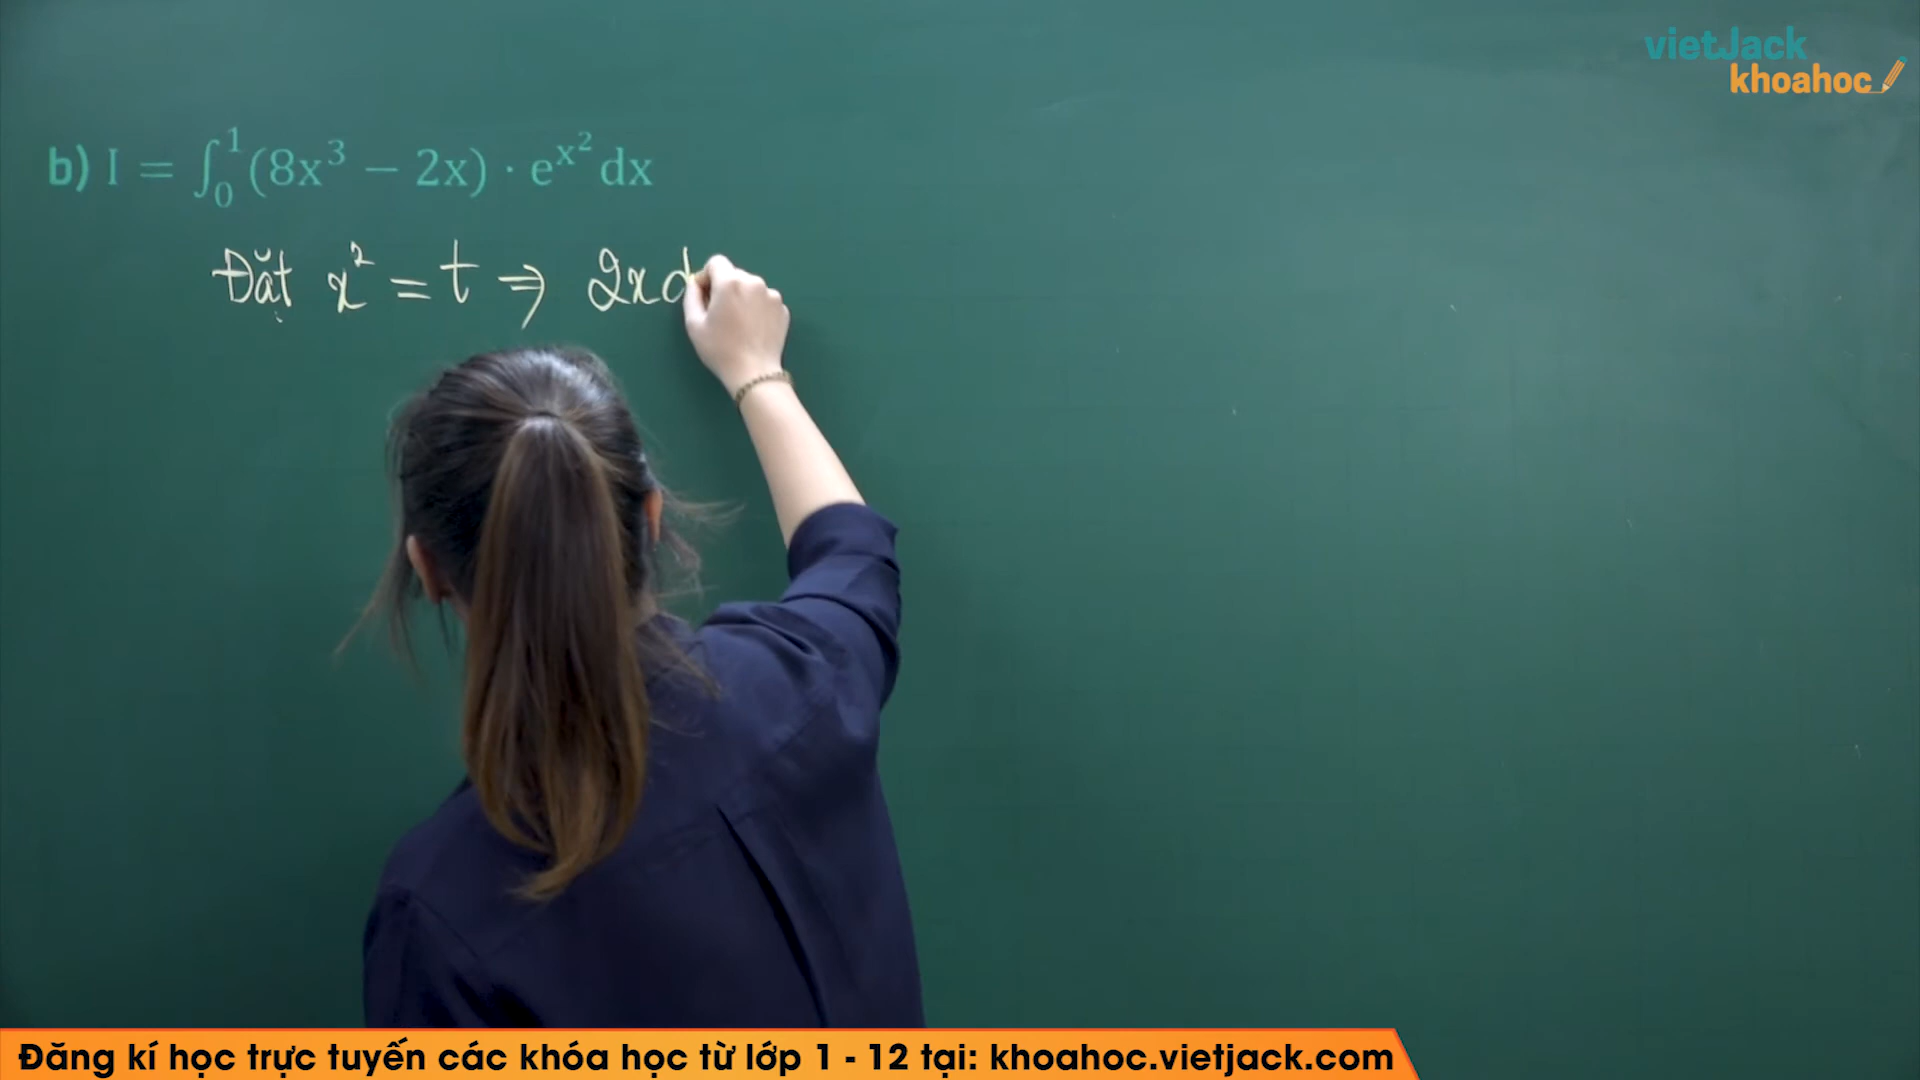 vietJack
khoahoc
b) I = ∫₀¹ (8x³ − 2x) · e^{x²} dx
Đặt x² = t ⇒ 2x d
Đăng kí học trực tuyến các khóa học từ lớp 1 - 12 tại: khoahoc.vietjack.com